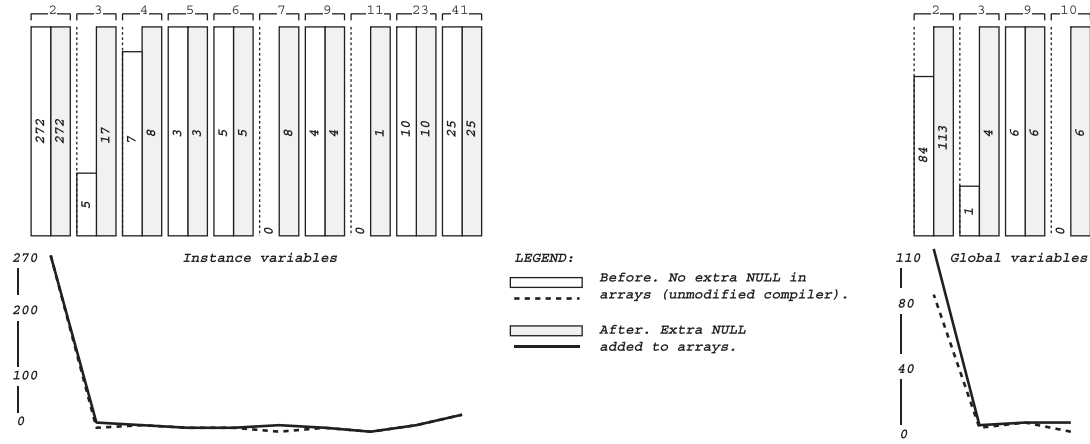 2 3 4 5 6 7 9 11 23 41
272 272 5 17 7 8 3 3 5 5 0 8 4 4 0 1 10 10 25 25
2 3 9 10
84 113 1 4 6 6 0 6
Instance variables
270
200
100
0
LEGEND:
Before. No extra NULL in
arrays (unmodified compiler).
After. Extra NULL
added to arrays.
Global variables
110
80
40
0